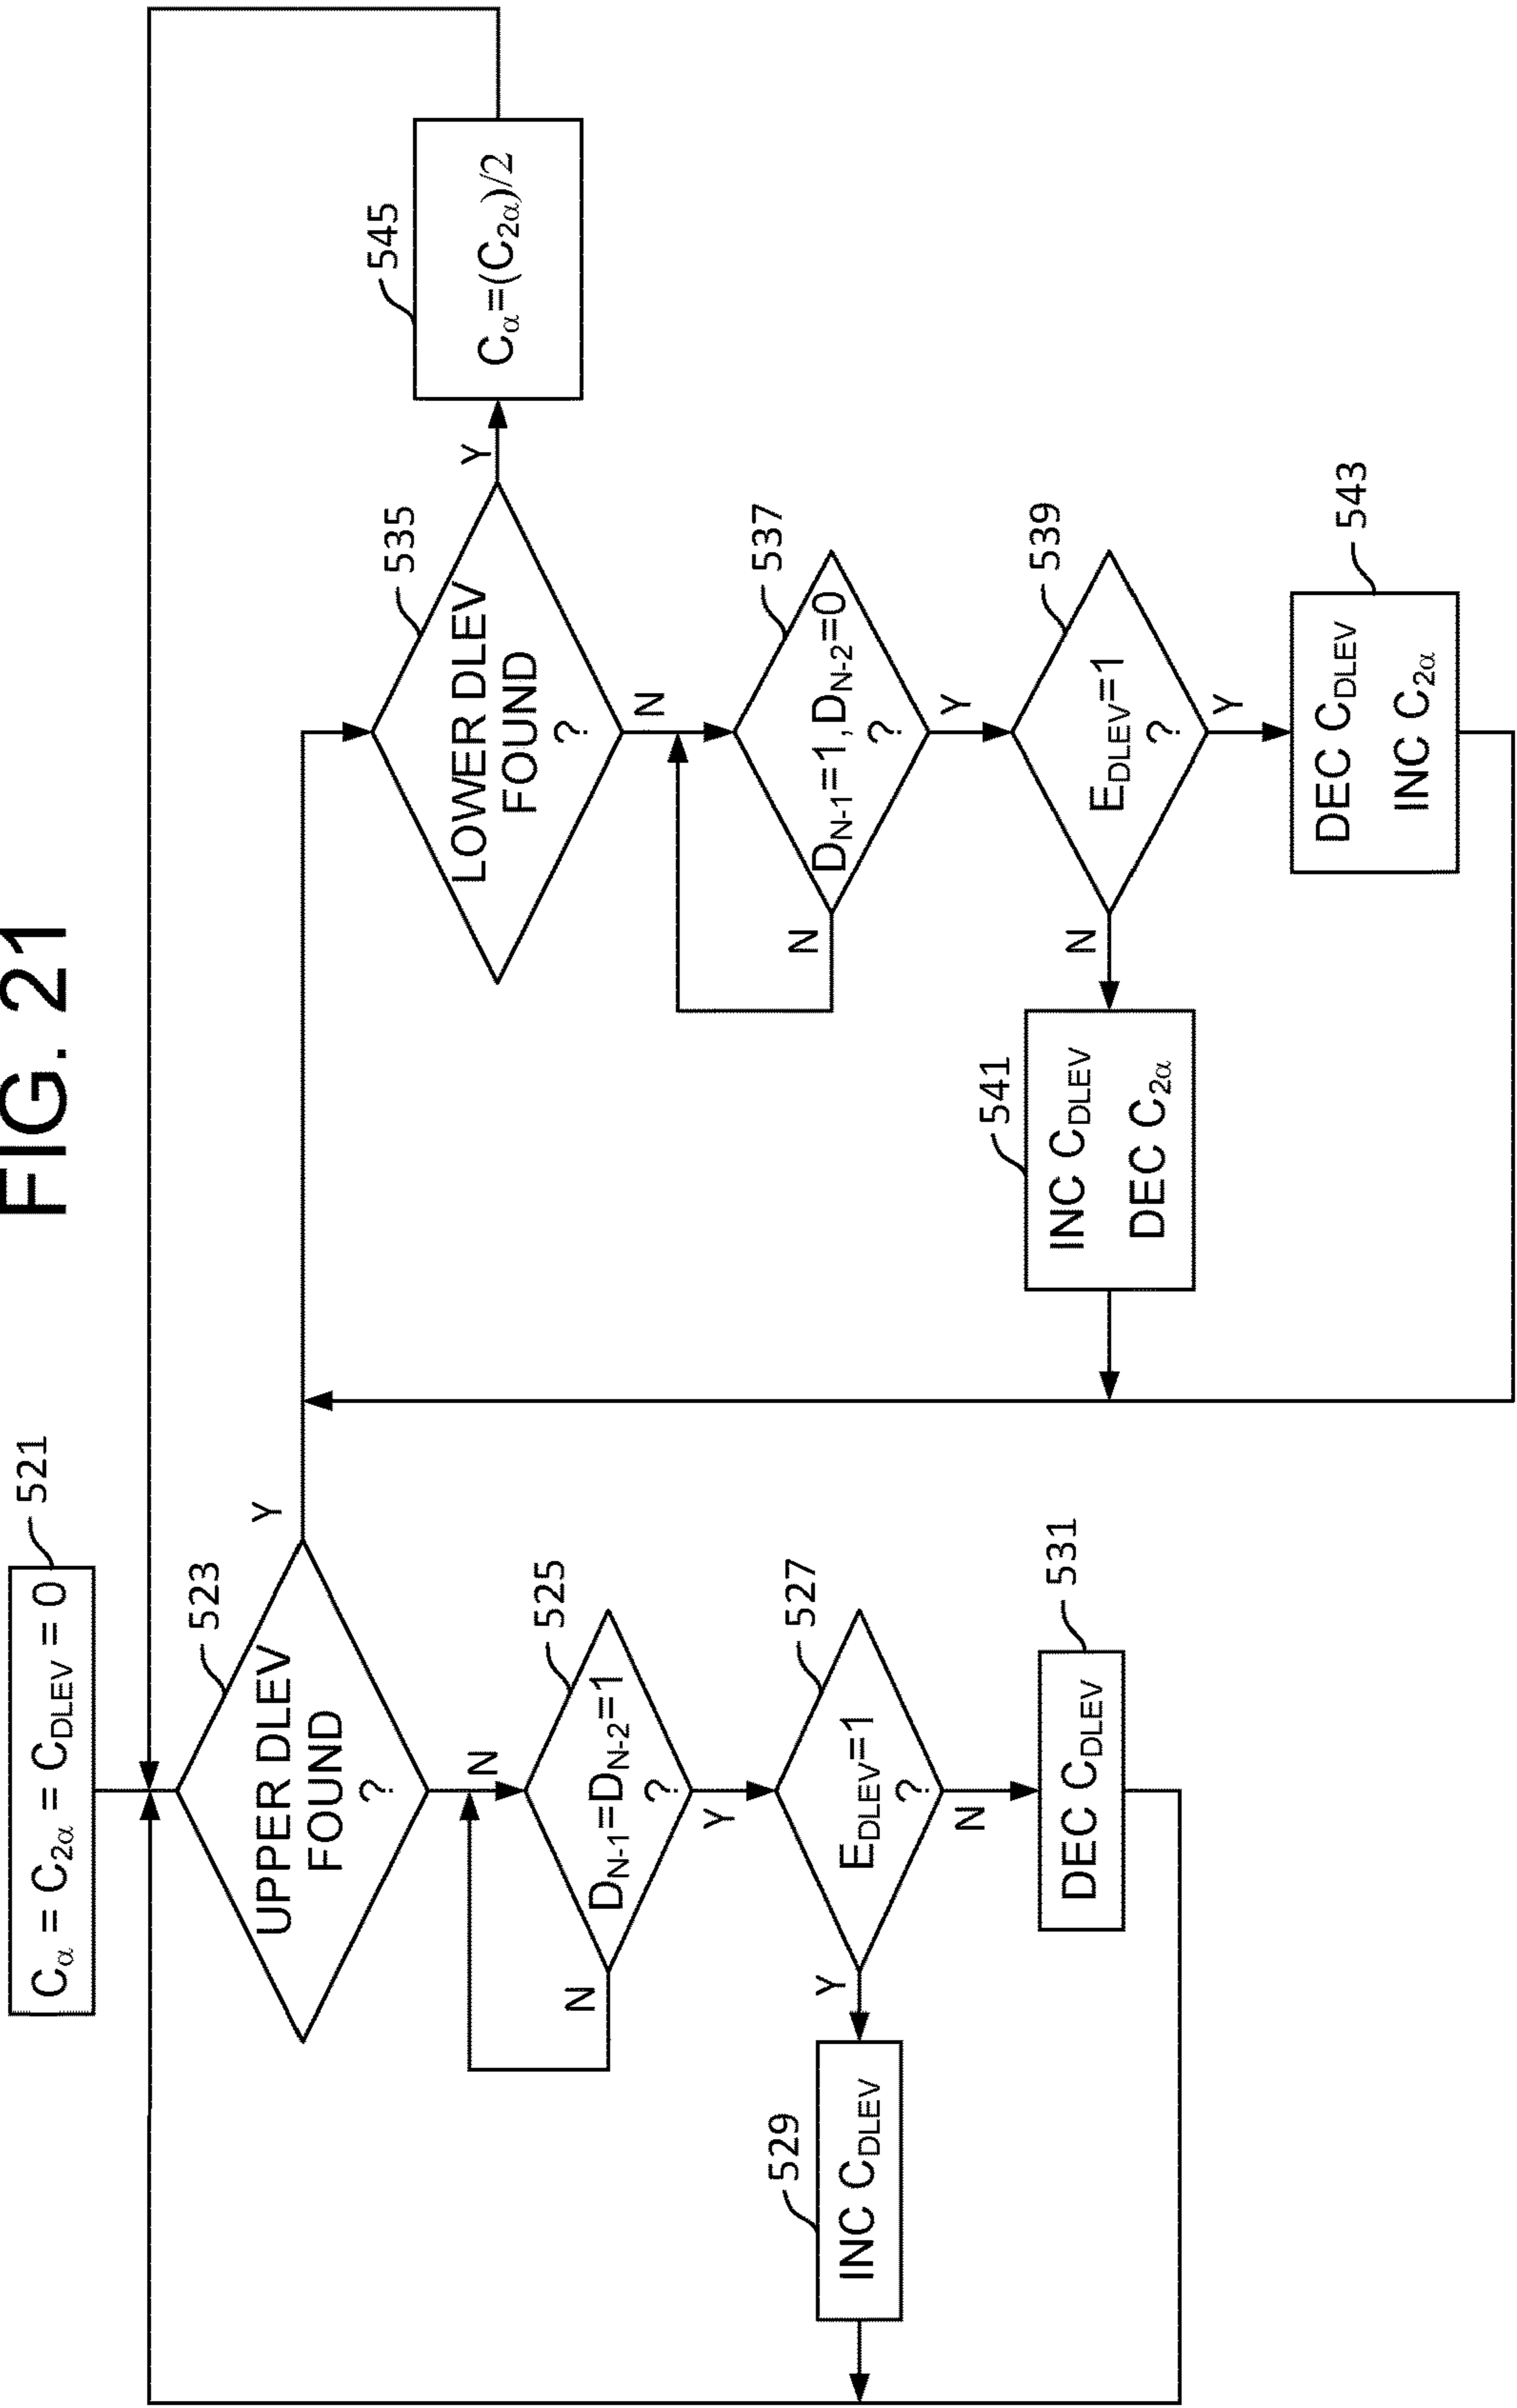 FIG. 21
Cα = C2α = CDLEV = 0
521
UPPER DLEV
FOUND
?
523
Y
N
DN-1=DN-2=1
?
525
N
Y
EDLEV=1
?
527
Y
N
INC CDLEV
529
DEC CDLEV
531
LOWER DLEV
FOUND
?
535
Y
N
Cα=(C2α)/2
545
DN-1=1,DN-2=0
?
537
N
Y
EDLEV=1
?
539
N
Y
INC CDLEV
DEC C2α
541
DEC CDLEV
INC C2α
543